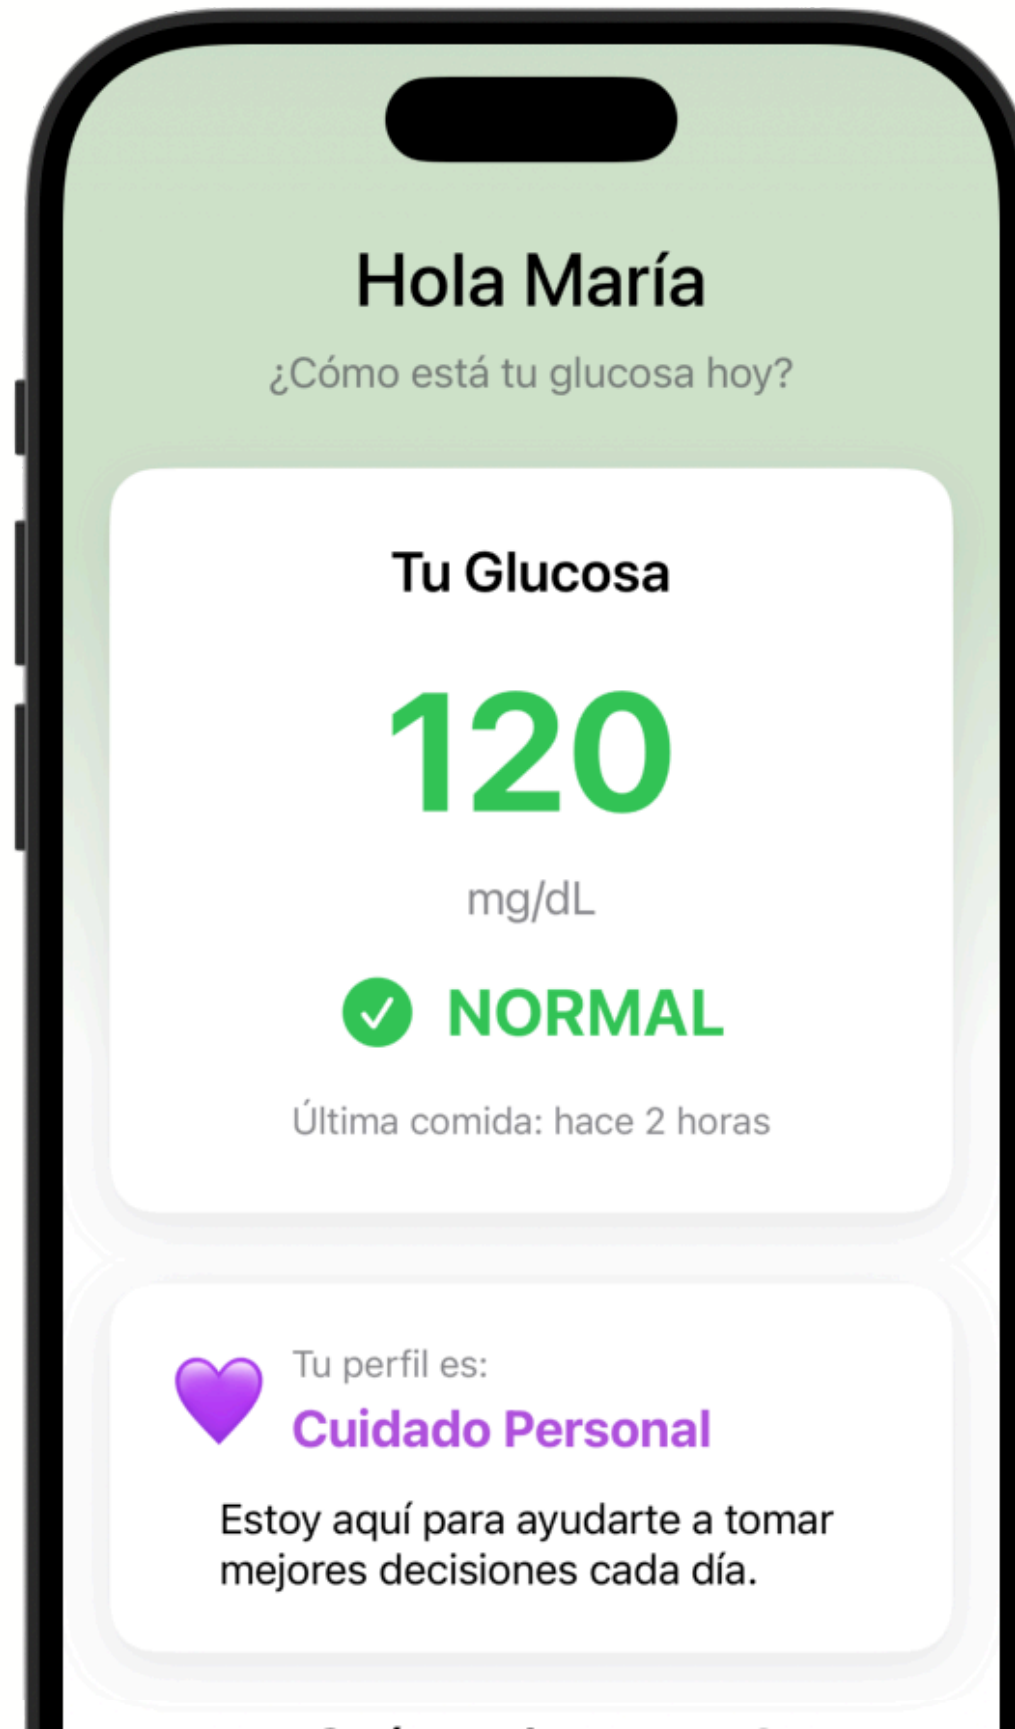 Hola María
¿Cómo está tu glucosa hoy?
Tu Glucosa
120
mg/dL
NORMAL
Última comida: hace 2 horas
Tu perfil es:
Cuidado Personal
Estoy aquí para ayudarte a tomar
mejores decisiones cada día.